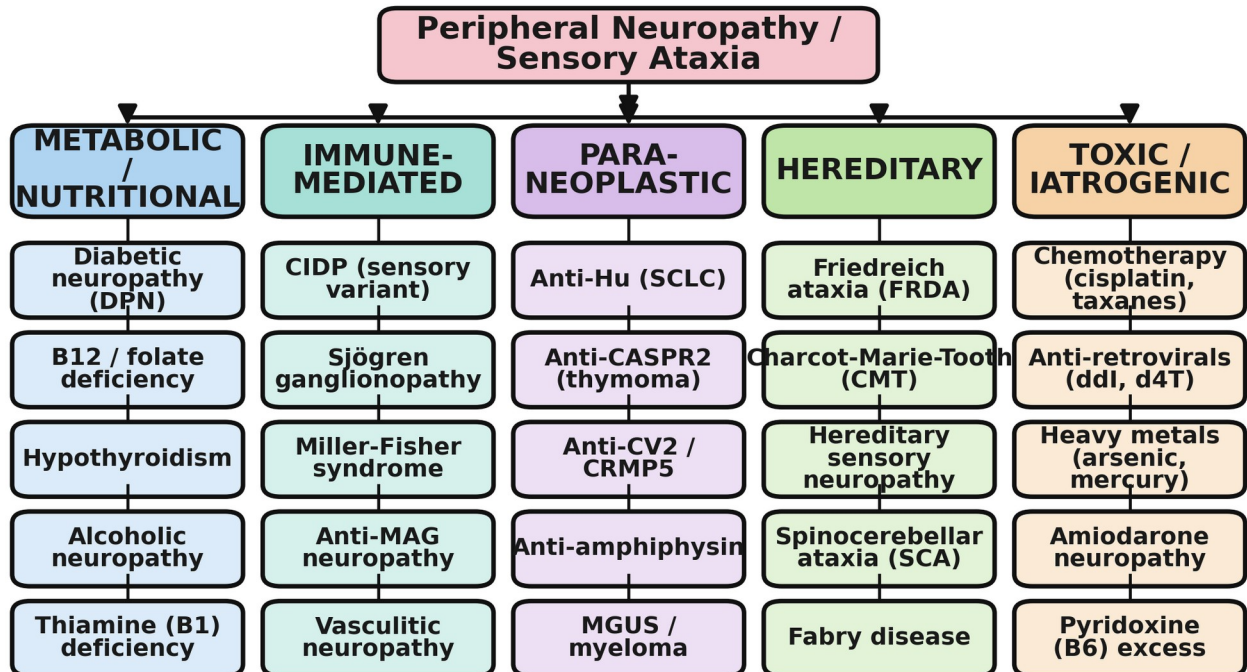 Peripheral Neuropathy /
Sensory Ataxia
METABOLIC
/
NUTRITIONAL
Diabetic
neuropathy
(DPN)
B12 / folate
deficiency
Hypothyroidism
Alcoholic
neuropathy
Thiamine (B1)
deficiency
IMMUNE-
MEDIATED
CIDP (sensory
variant)
Sjögren
ganglionopathy
Miller-Fisher
syndrome
Anti-MAG
neuropathy
Vasculitic
neuropathy
PARA-
NEOPLASTIC
Anti-Hu (SCLC)
Anti-CASPR2
(thymoma)
Anti-CV2 /
CRMP5
Anti-amphiphysin
MGUS /
myeloma
HEREDITARY
Friedreich
ataxia (FRDA)
Charcot-Marie-Tooth
(CMT)
Hereditary
sensory
neuropathy
Spinocerebellar
ataxia (SCA)
Fabry disease
TOXIC /
IATROGENIC
Chemotherapy
(cisplatin,
taxanes)
Anti-retrovirals
(ddI, d4T)
Heavy metals
(arsenic,
mercury)
Amiodarone
neuropathy
Pyridoxine
(B6) excess